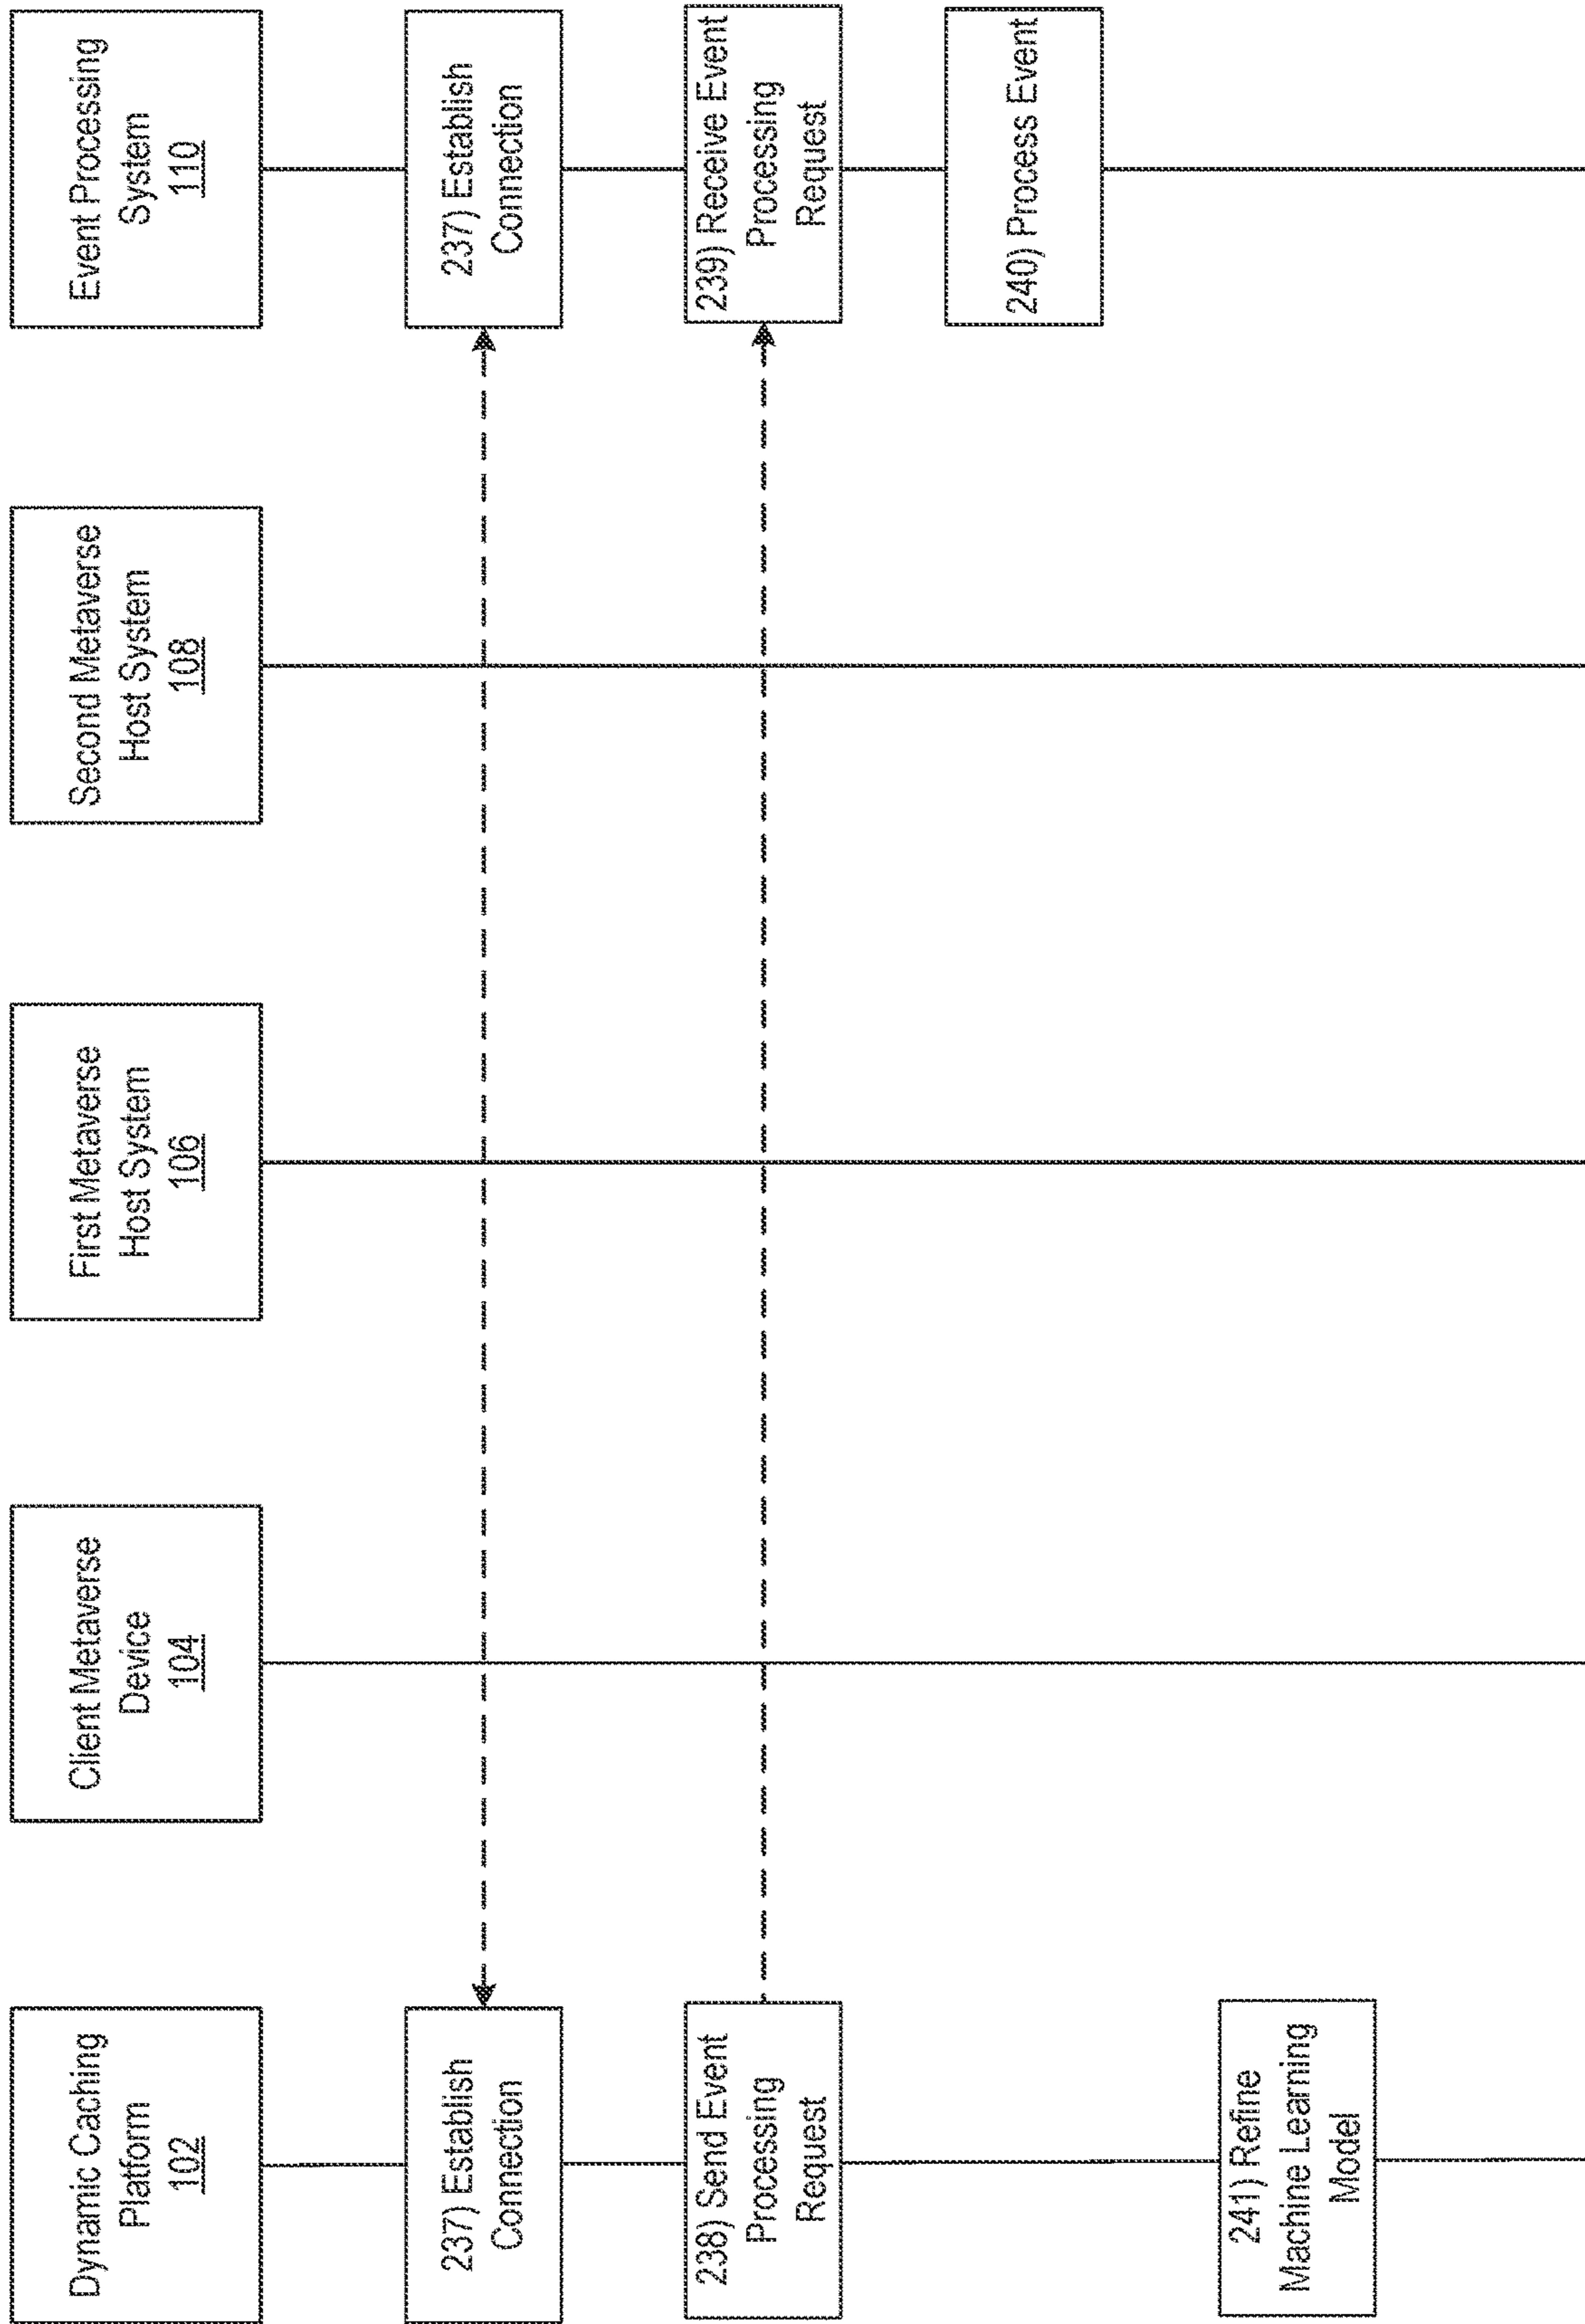 Dynamic Caching
Platform
102
Client Metaverse
Device
104
First Metaverse
Host System
106
Second Metaverse
Host System
108
Event Processing
System
110
237) Establish
Connection
237) Establish
Connection
238) Send Event
Processing
Request
239) Receive Event
Processing
Request
240) Process Event
241) Refine
Machine Learning
Model